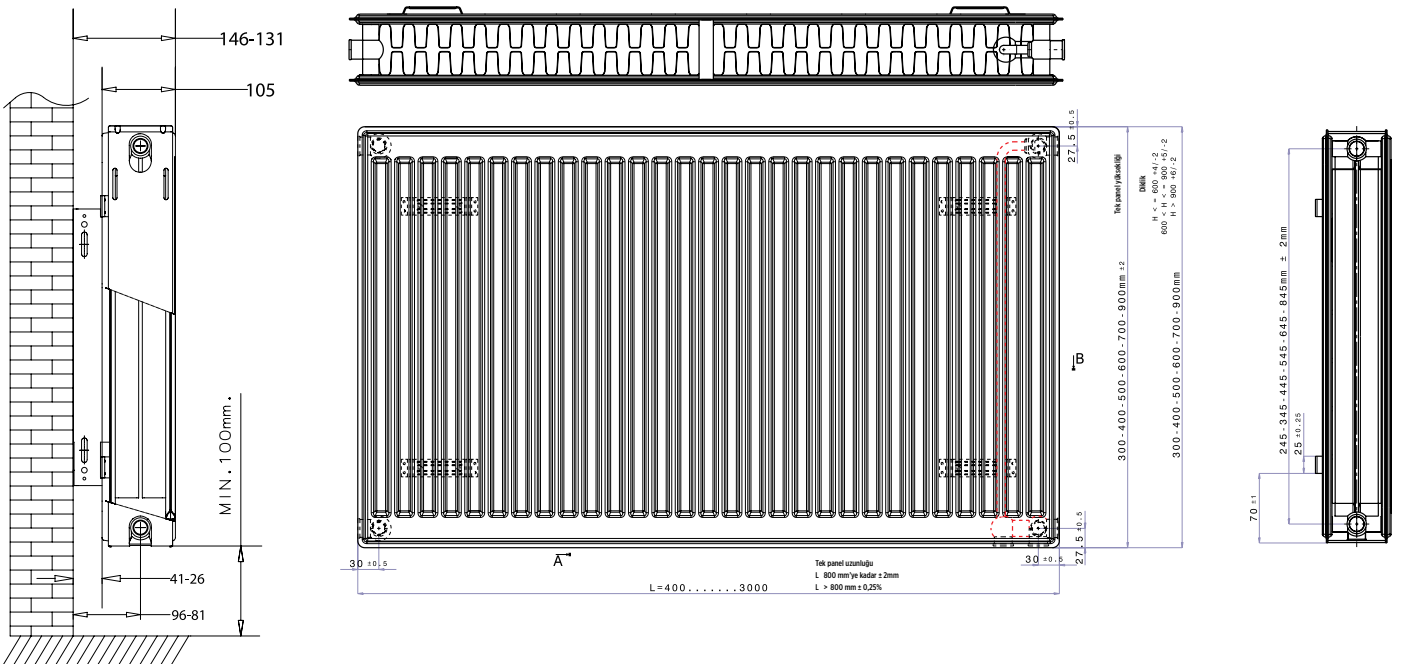 146-131
105
MIN. 100mm.
41-26
96-81
27.5 ±0.5
Tek panel yüksekliği
300-400-500-600-700-900mm ±2
Diklik
H < = 600 +4/-2
600 < H < = 900 +5/-2
H > 900 +6/-2
300-400-500-600-700-900mm
B
A
30 ±0.5
30 ±0.5
27.5 ±0.5
L=400.......3000
Tek panel uzunluğu
L 800 mm'ye kadar ± 2mm
L > 800 mm ± 0,25%
245-345-445-545-645-845mm ± 2mm
25 ±0.25
70 ±1